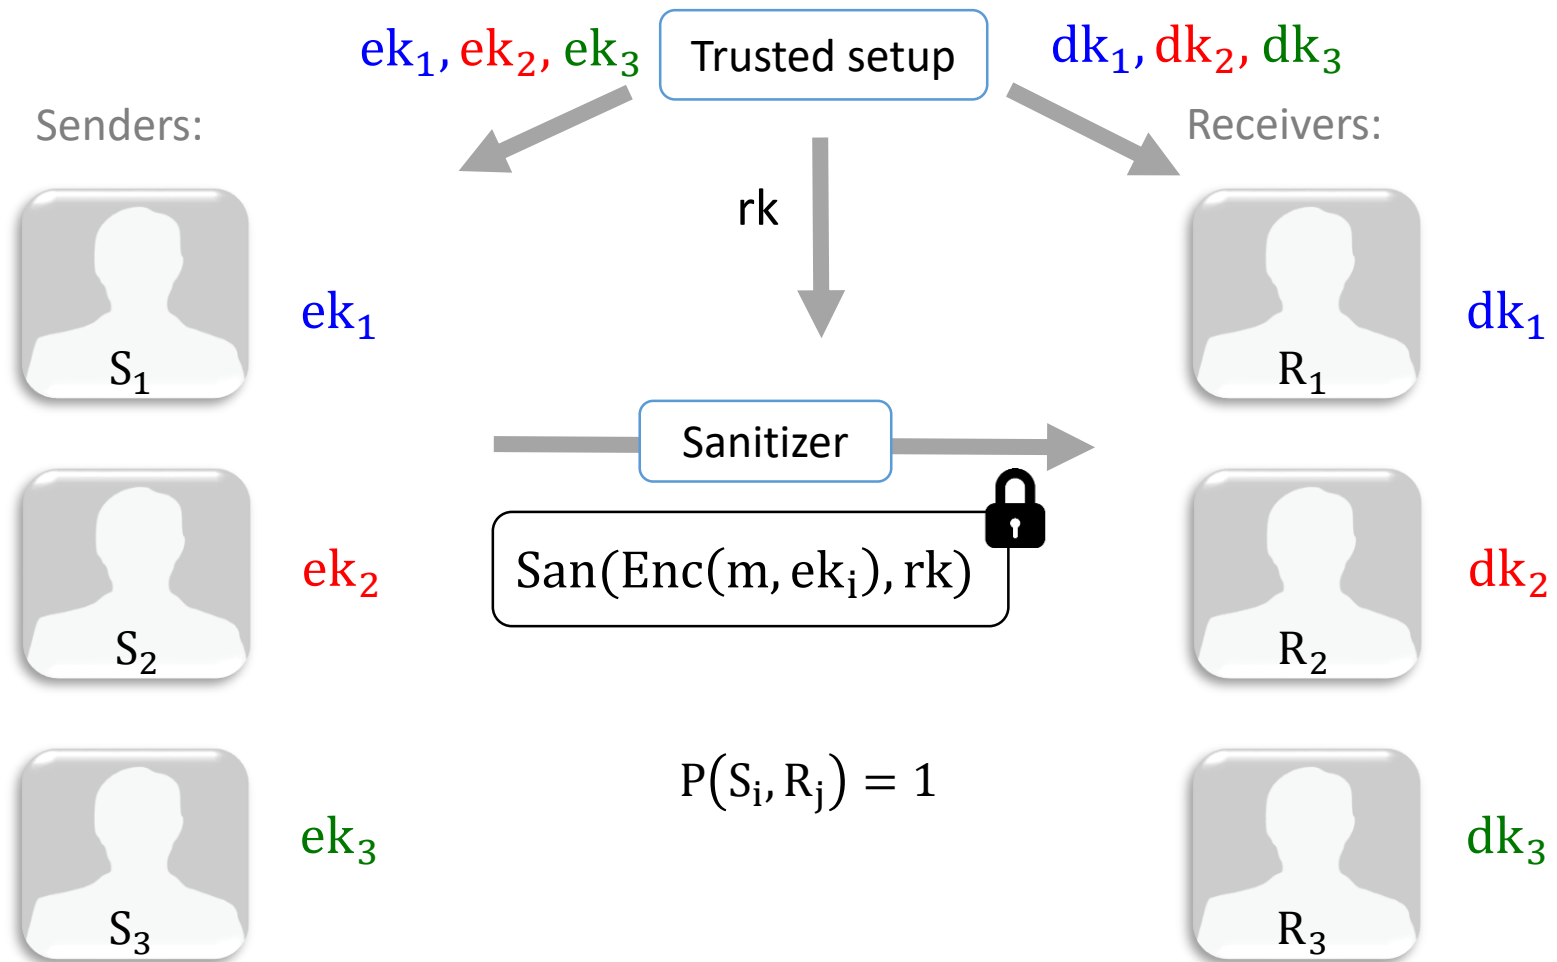 ek₁, ek₂, ek₃
Trusted setup
dk₁, dk₂, dk₃
Senders:
Receivers:
rk
S₁
ek₁
R₁
dk₁
Sanitizer
San(Enc(m, ekᵢ), rk)
S₂
ek₂
R₂
dk₂
P(Sᵢ, Rⱼ) = 1
S₃
ek₃
R₃
dk₃